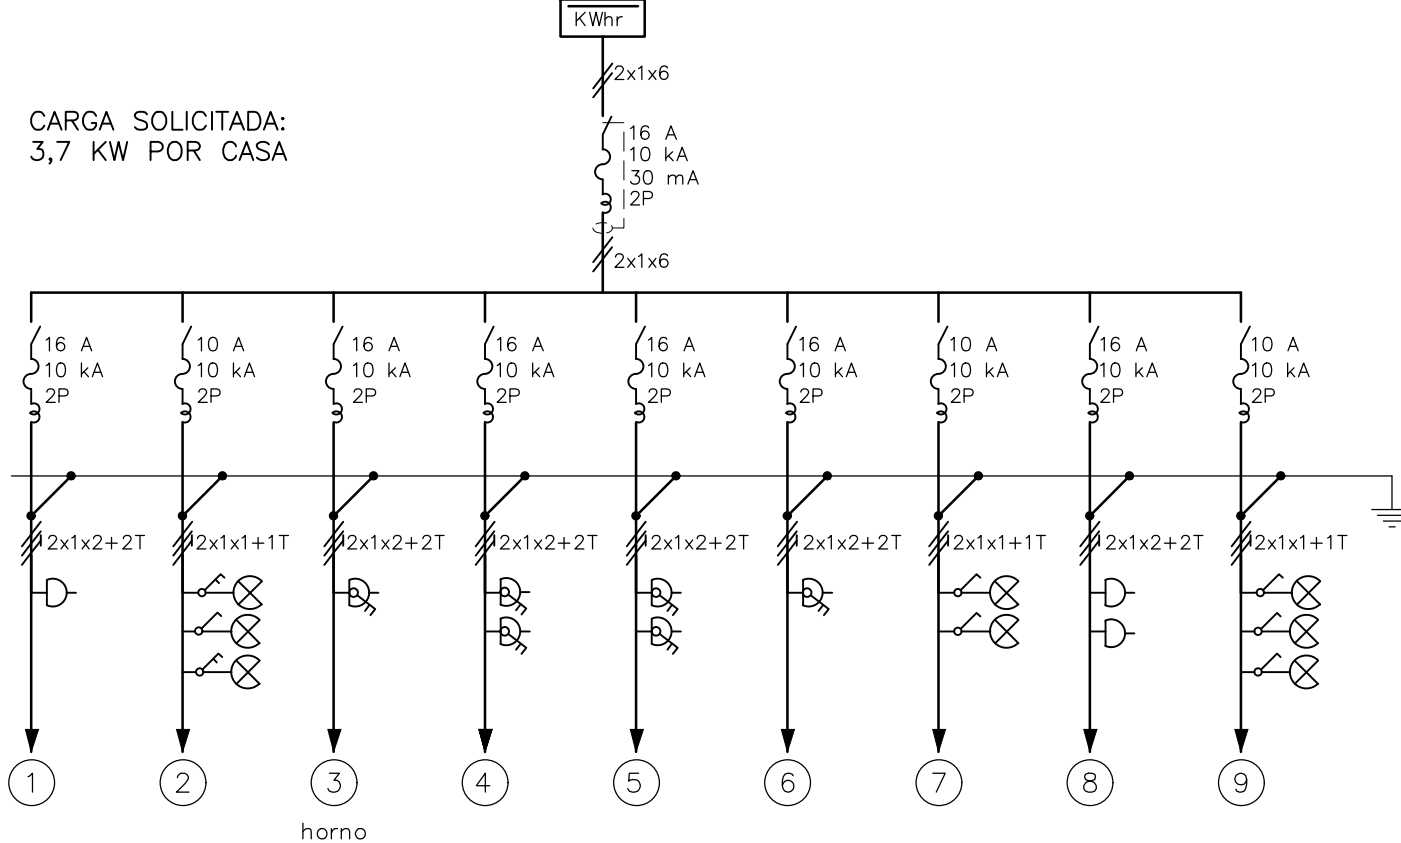 KWhr
2x1x6
CARGA SOLICITADA:
3,7 KW POR CASA
16 A
10 kA
30 mA
2P
2x1x6
16 A
10 kA
2P
10 A
10 kA
2P
16 A
10 kA
2P
16 A
10 kA
2P
16 A
10 kA
2P
16 A
10 kA
2P
10 A
10 kA
2P
16 A
10 kA
2P
10 A
10 kA
2P
2x1x2+2T
2x1x1+1T
2x1x2+2T
2x1x2+2T
2x1x2+2T
2x1x2+2T
2x1x1+1T
2x1x2+2T
2x1x1+1T
1
2
3
4
5
6
7
8
9
horno